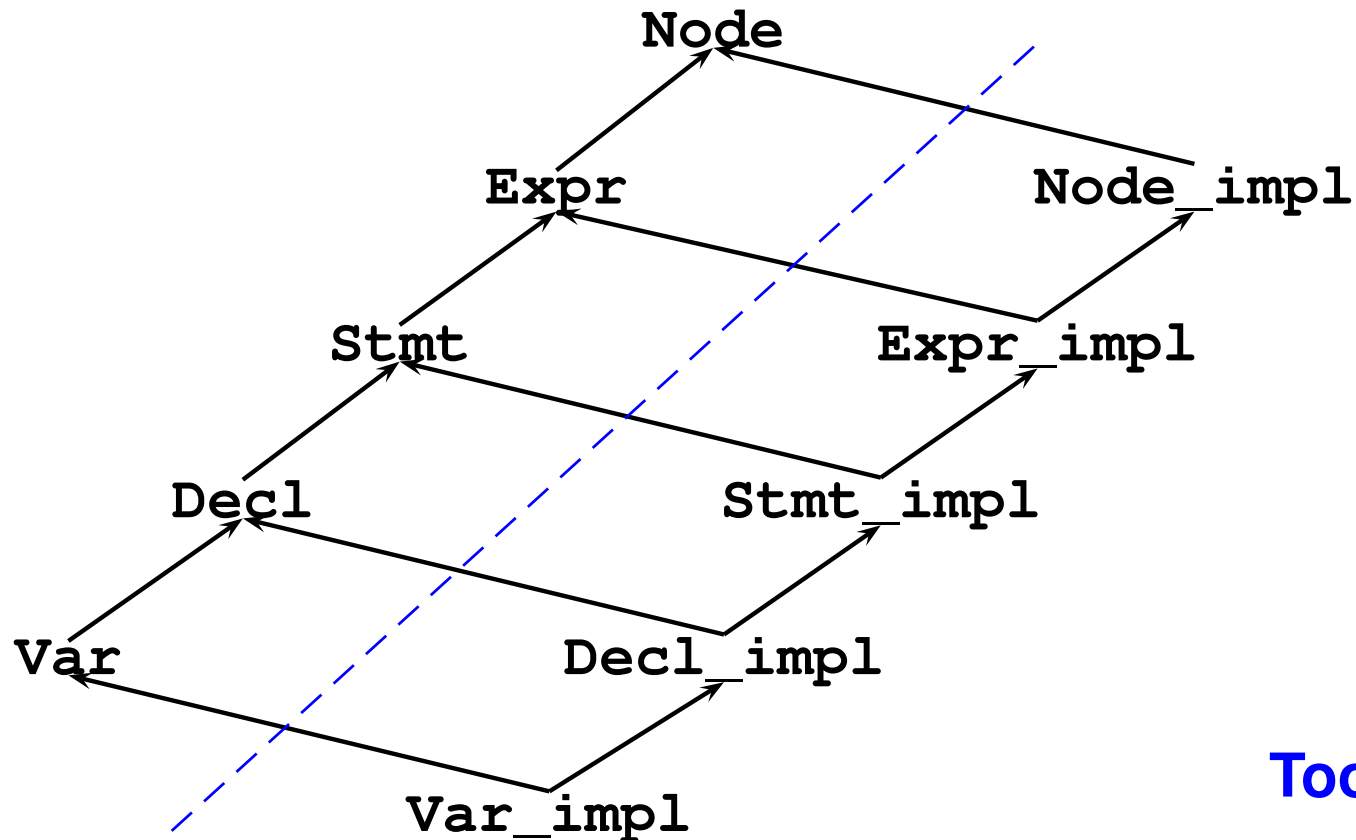 Node
Expr
Node_impl
Stmt
Expr_impl
Decl
Stmt_impl
Var
Decl_impl
Var_impl